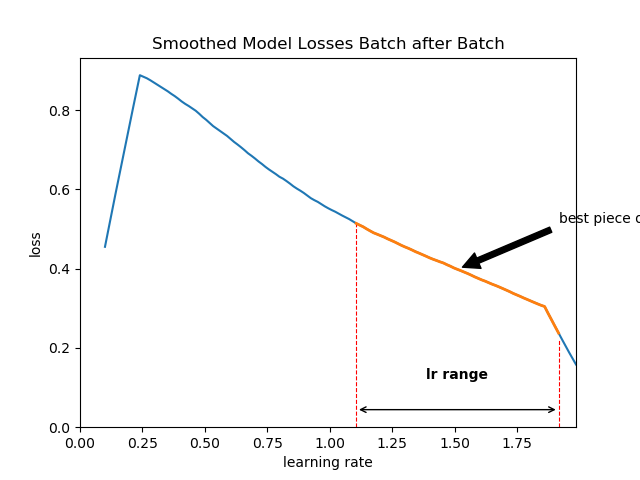 Smoothed Model Losses Batch after Batch
0.8
0.6
0.4
0.2
0.0
loss
best piece
lr range
0.00 0.25 0.50 0.75 1.00 1.25 1.50 1.75
learning rate